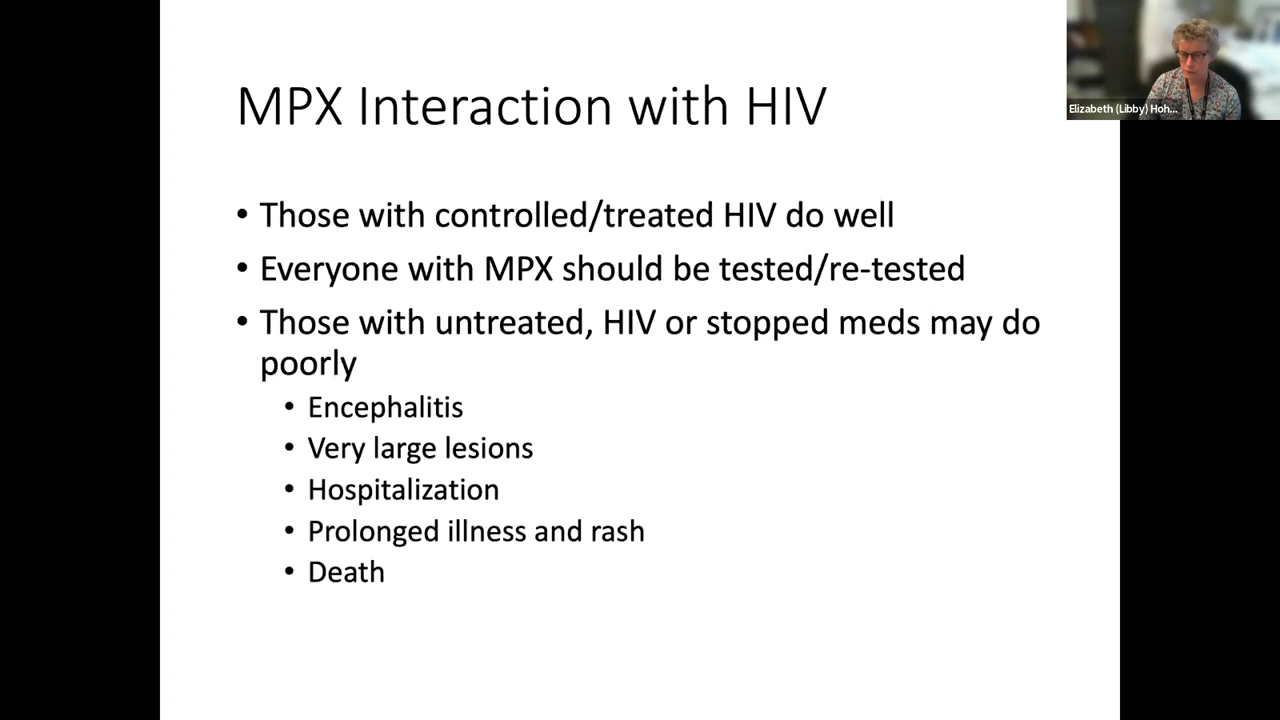 MPX Interaction with HIV
Elizabeth (Libby) Hoh...
• Those with controlled/treated HIV do well
• Everyone with MPX should be tested/re-tested
• Those with untreated, HIV or stopped meds may do
poorly
• Encephalitis
• Very large lesions
• Hospitalization
• Prolonged illness and rash
• Death